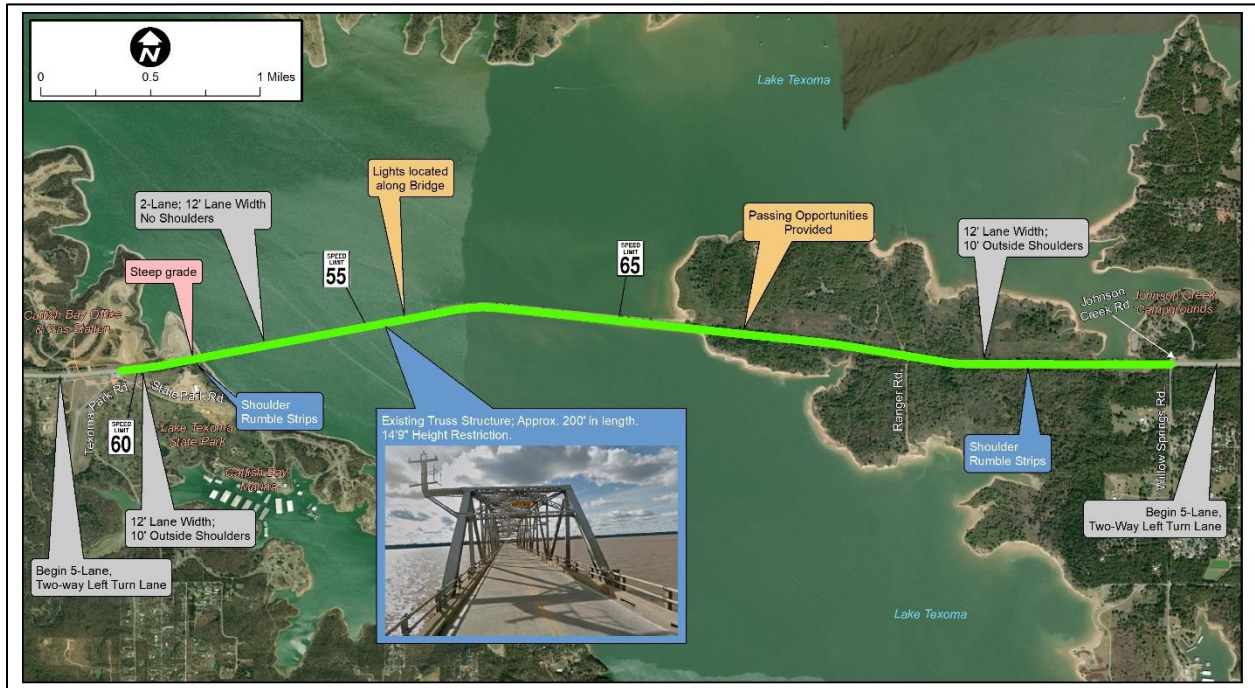 N
0 0.5 1 Miles
Lake Texoma
Lights located
along Bridge
2-Lane; 12' Lane Width
No Shoulders
Passing Opportunities
Provided
12' Lane Width;
10' Outside Shoulders
Steep grade
SPEED
LIMIT
55
SPEED
LIMIT
65
Johnson
Creek Rd.
Johnson Creek
Campgrounds
Catfish Bay Office
& Gas Station
Texoma Park Rd.
State Park Rd.
Shoulder
Rumble Strips
SPEED
LIMIT
60
Lake Texoma
State Park
Catfish Bay
Marina
Existing Truss Structure; Approx. 200' in length.
14'9" Height Restriction.
Ranger Rd.
Shoulder
Rumble Strips
Willow Springs Rd.
12' Lane Width;
10' Outside Shoulders
Begin 5-Lane,
Two-way Left Turn Lane
Begin 5-Lane,
Two-Way Left Turn Lane
Lake Texoma